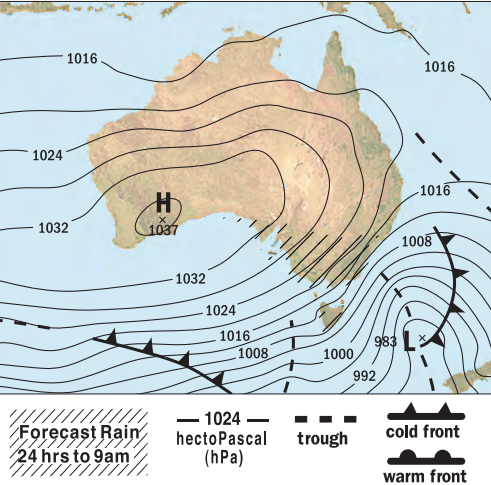 1016
1016
1024
1016
H
1037
1032
1008
1032
1024
1016
983
L
1008
1000
992
Forecast Rain
24 hrs to 9am
1024
hectoPascal
(hPa)
trough
cold front
warm front